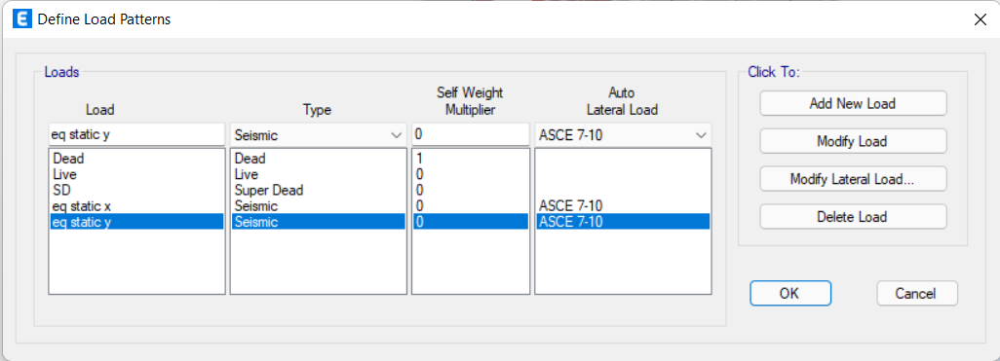 E Define Load Patterns
Loads
Click To:
Load Type Self Weight Multiplier Auto Lateral Load
eq static y Seismic 0 ASCE 7-10
Dead Dead 1
Live Live 0
SD Super Dead 0
eq static x Seismic 0 ASCE 7-10
eq static y Seismic 0 ASCE 7-10
Add New Load
Modify Load
Modify Lateral Load...
Delete Load
OK Cancel